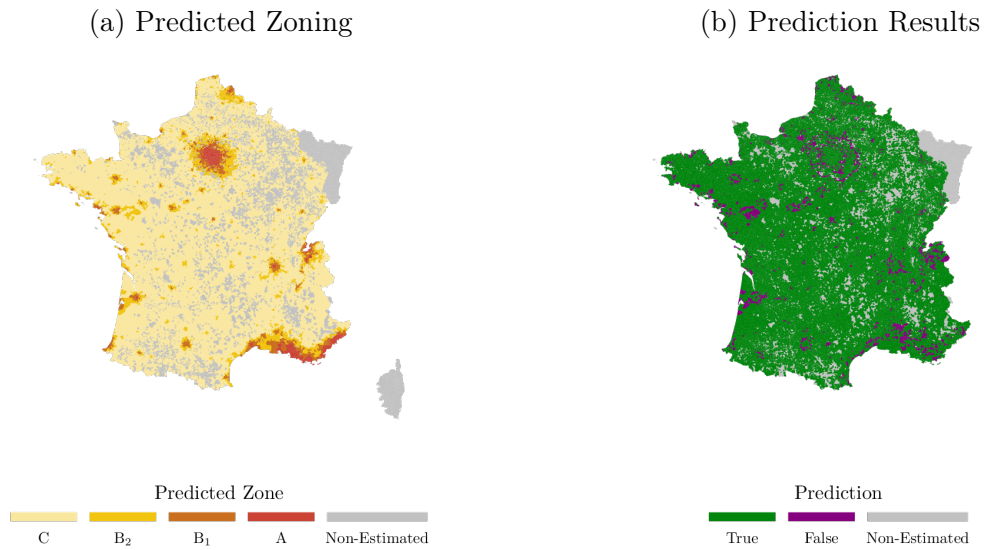 (a) Predicted Zoning
(b) Prediction Results
Predicted Zone
C B₂ B₁ A Non-Estimated
Prediction
True False Non-Estimated